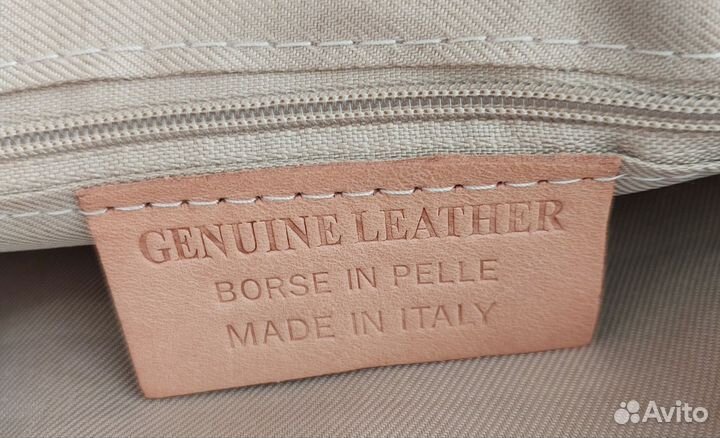 GENUINE LEATHER
BORSE IN PELLE
MADE IN ITALY
Avito